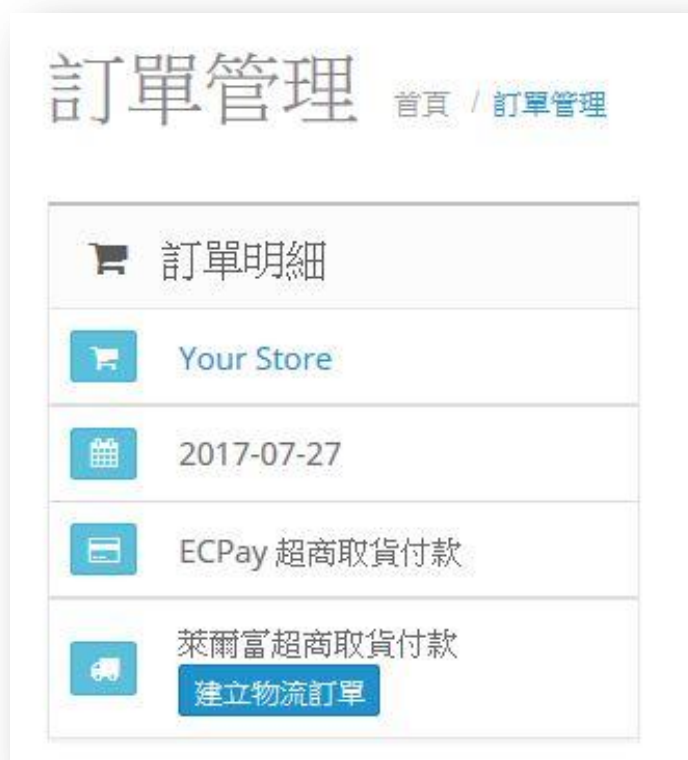 訂單管理 首頁 / 訂單管理
訂單明細
Your Store
2017-07-27
ECPay 超商取貨付款
萊爾富超商取貨付款
建立物流訂單